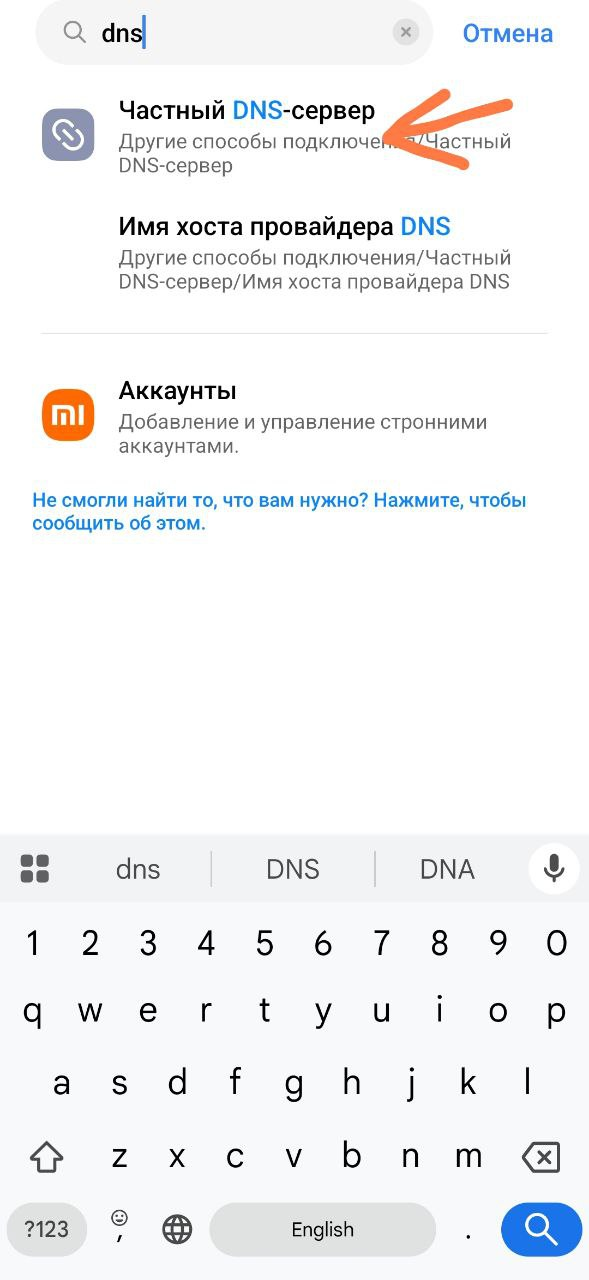 dns
Отмена
Частный DNS-сервер
Другие способы подключения/Частный
DNS-сервер
Имя хоста провайдера DNS
Другие способы подключения/Частный
DNS-сервер/Имя хоста провайдера DNS
Аккаунты
Добавление и управление стронними
аккаунтами.
Не смогли найти то, что вам нужно? Нажмите, чтобы
сообщить об этом.
dns DNS DNA
1 2 3 4 5 6 7 8 9 0
q w e r t y u i o p
a s d f g h j k l
z x c v b n m
?123 , English .